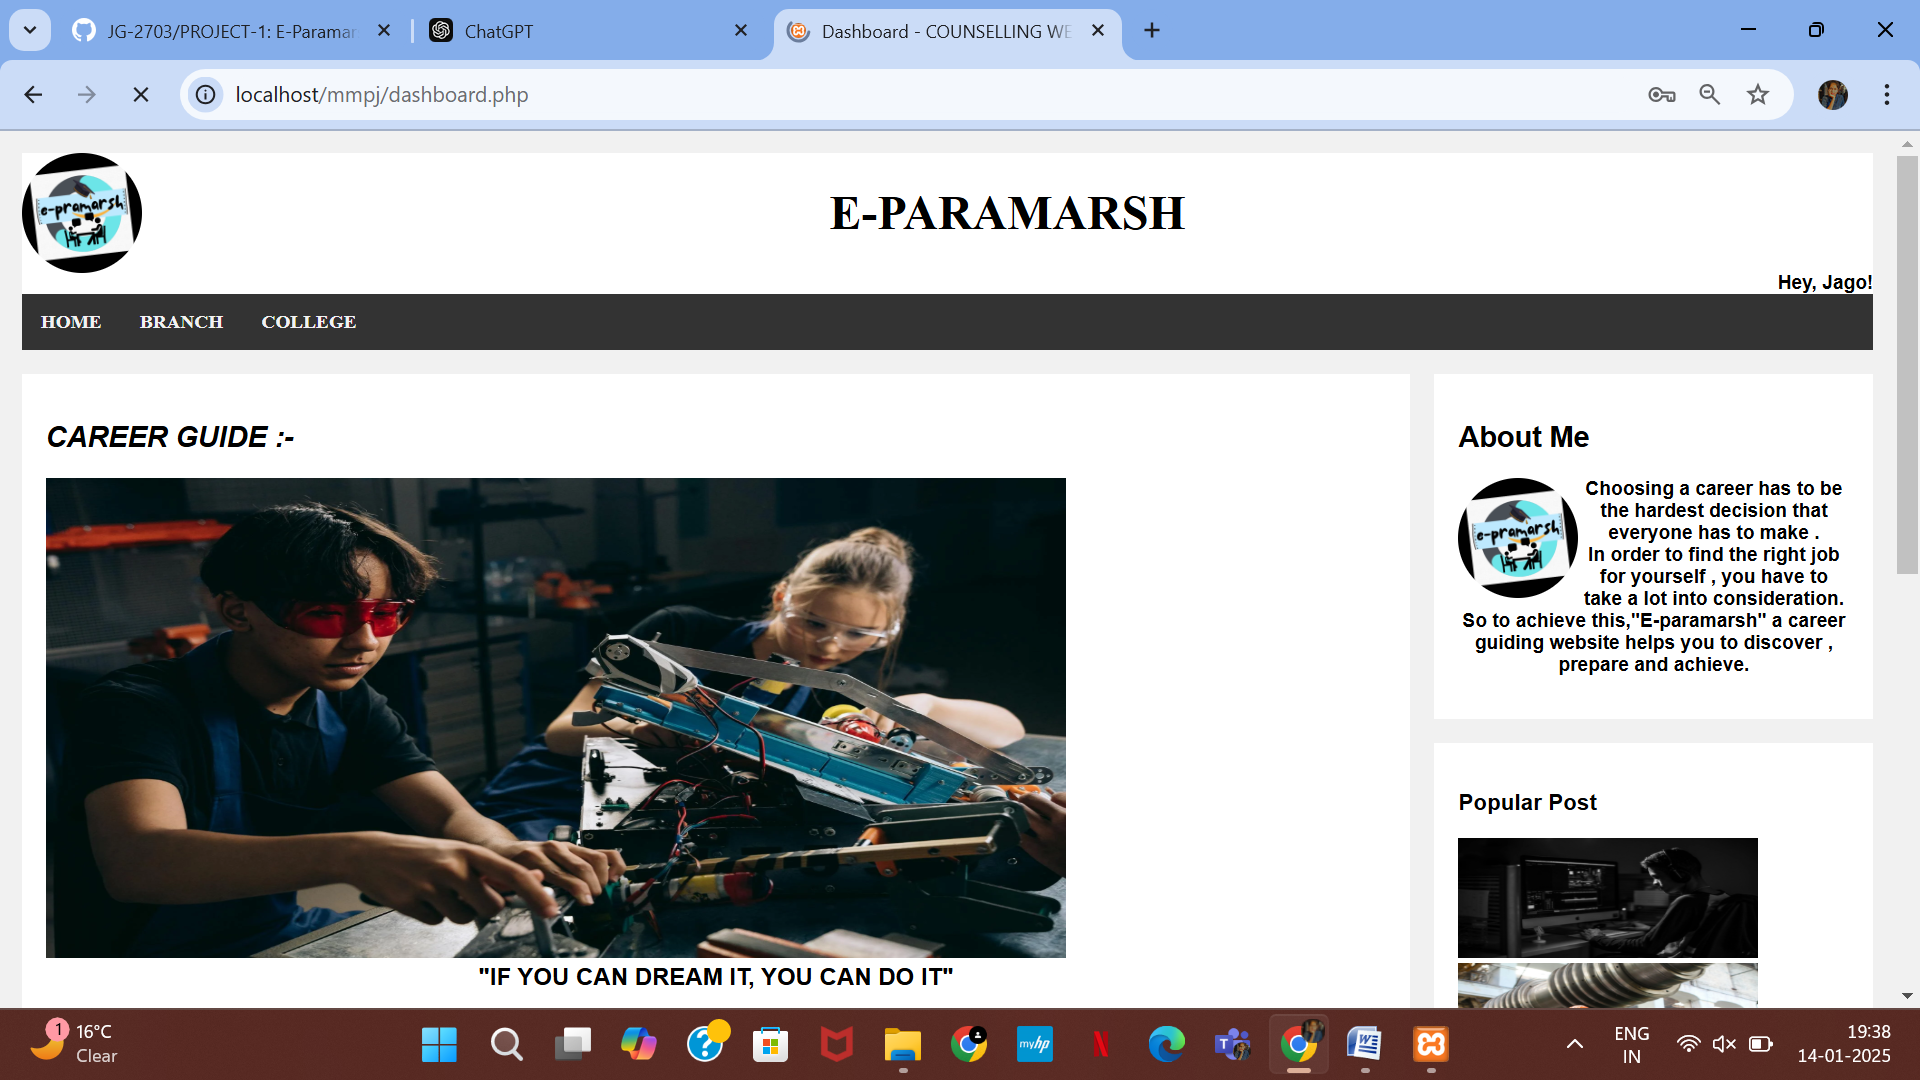 JG-2703/PROJECT-1: E-Paramar
ChatGPT
Dashboard - COUNSELLING WE
localhost/mmpj/dashboard.php
e-pramarsh
E-PARAMARSH
Hey, Jago!
HOME BRANCH COLLEGE
CAREER GUIDE :-
"IF YOU CAN DREAM IT, YOU CAN DO IT"
About Me
e-pramarsh
Choosing a career has to be
the hardest decision that
everyone has to make .
In order to find the right job
for yourself , you have to
take a lot into consideration.
So to achieve this,"E-paramarsh" a career
guiding website helps you to discover ,
prepare and achieve.
Popular Post
1
16°C
Clear
myhp
ENG
IN
19:38
14-01-2025